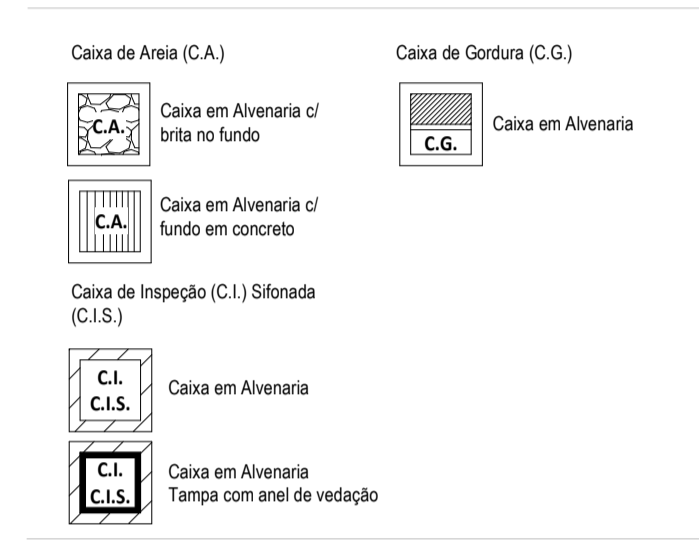 Caixa de Areia (C.A.)
C.A.
Caixa em Alvenaria c/
brita no fundo
C.A.
Caixa em Alvenaria c/
fundo em concreto
Caixa de Gordura (C.G.)
C.G.
Caixa em Alvenaria
Caixa de Inspeção (C.I.) Sifonada
(C.I.S.)
C.I.
C.I.S.
Caixa em Alvenaria
C.I.
C.I.S.
Caixa em Alvenaria
Tampa com anel de vedação